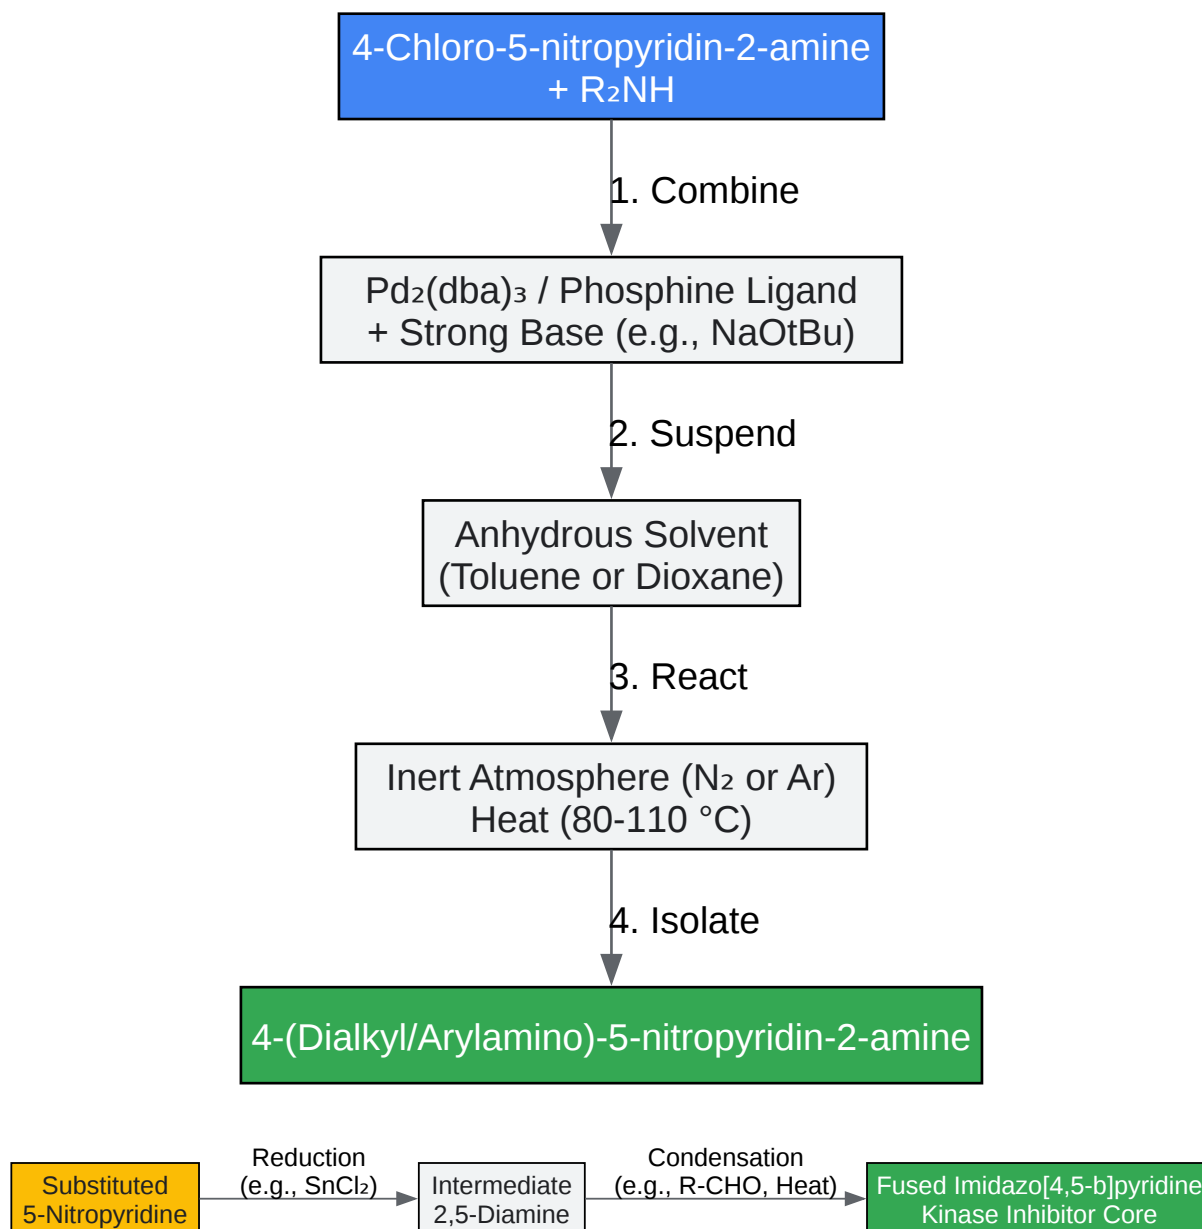 4-Chloro-5-nitropyridin-2-amine
+ R₂NH
1. Combine
Pd₂(dba)₃ / Phosphine Ligand
+ Strong Base (e.g., NaOtBu)
2. Suspend
Anhydrous Solvent
(Toluene or Dioxane)
3. React
Inert Atmosphere (N₂ or Ar)
Heat (80-110 °C)
4. Isolate
4-(Dialkyl/Arylamino)-5-nitropyridin-2-amine
Substituted
5-Nitropyridine
Reduction
(e.g., SnCl₂)
Intermediate
2,5-Diamine
Condensation
(e.g., R-CHO, Heat)
Fused Imidazo[4,5-b]pyridine
Kinase Inhibitor Core